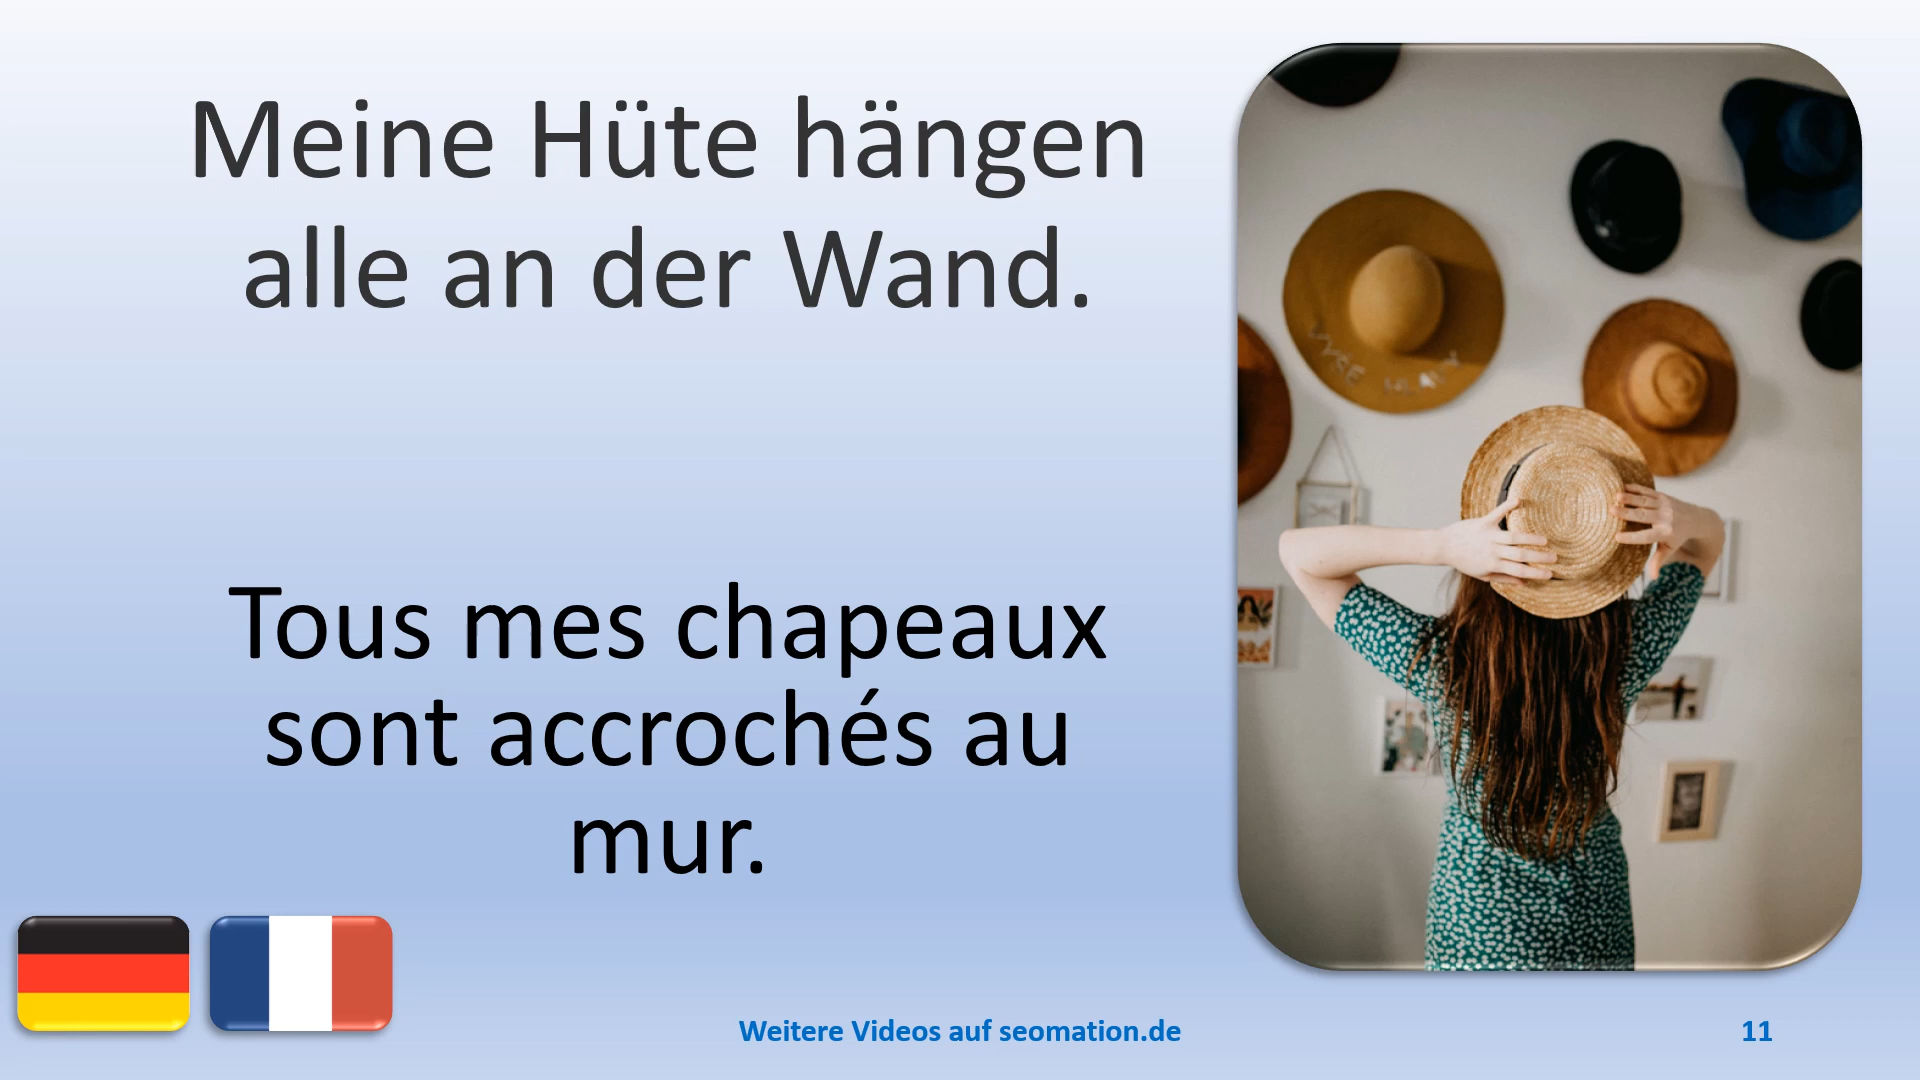 Meine Hüte hängen
alle an der Wand.
Tous mes chapeaux
sont accrochés au
mur.
Weitere Videos auf seomation.de
11